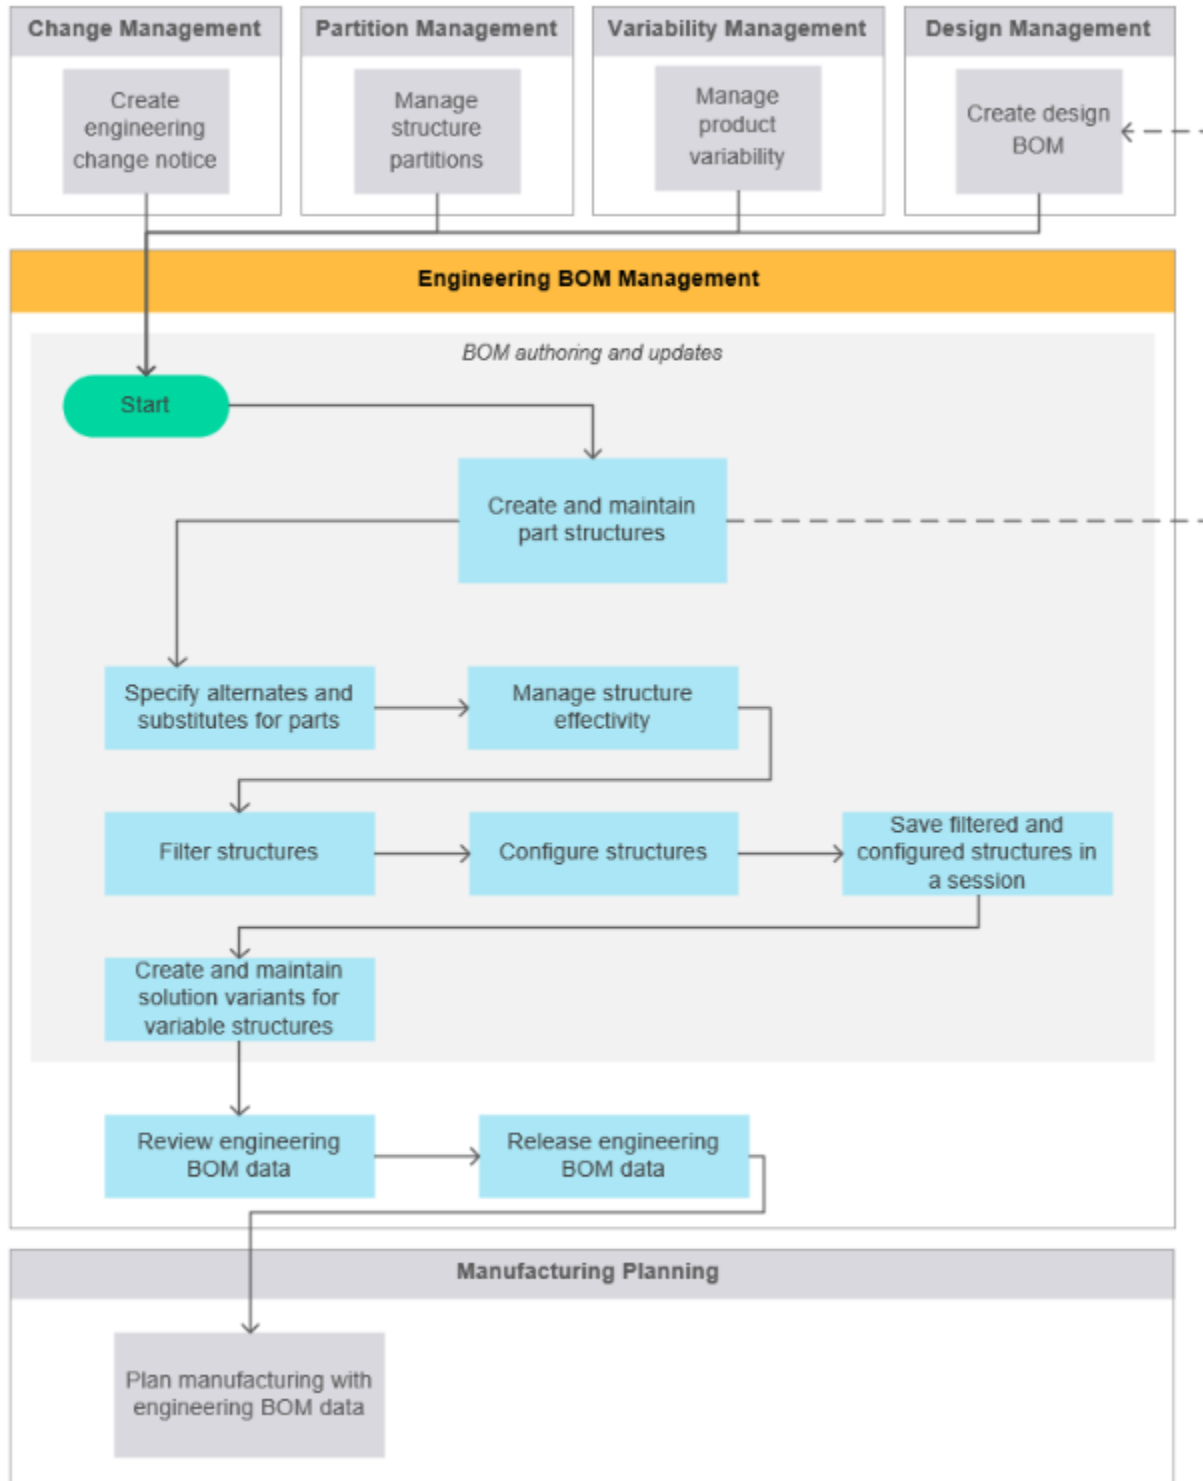 Change Management
Partition Management
Variability Management
Design Management
Create
engineering
change notice
Manage
structure
partitions
Manage
product
variability
Create design
BOM
Engineering BOM Management
BOM authoring and updates
Start
Create and maintain
part structures
Specify alternates and
substitutes for parts
Manage structure
effectivity
Filter structures
Configure structures
Save filtered and
configured structures in
a session
Create and maintain
solution variants for
variable structures
Review engineering
BOM data
Release engineering
BOM data
Manufacturing Planning
Plan manufacturing with
engineering BOM data